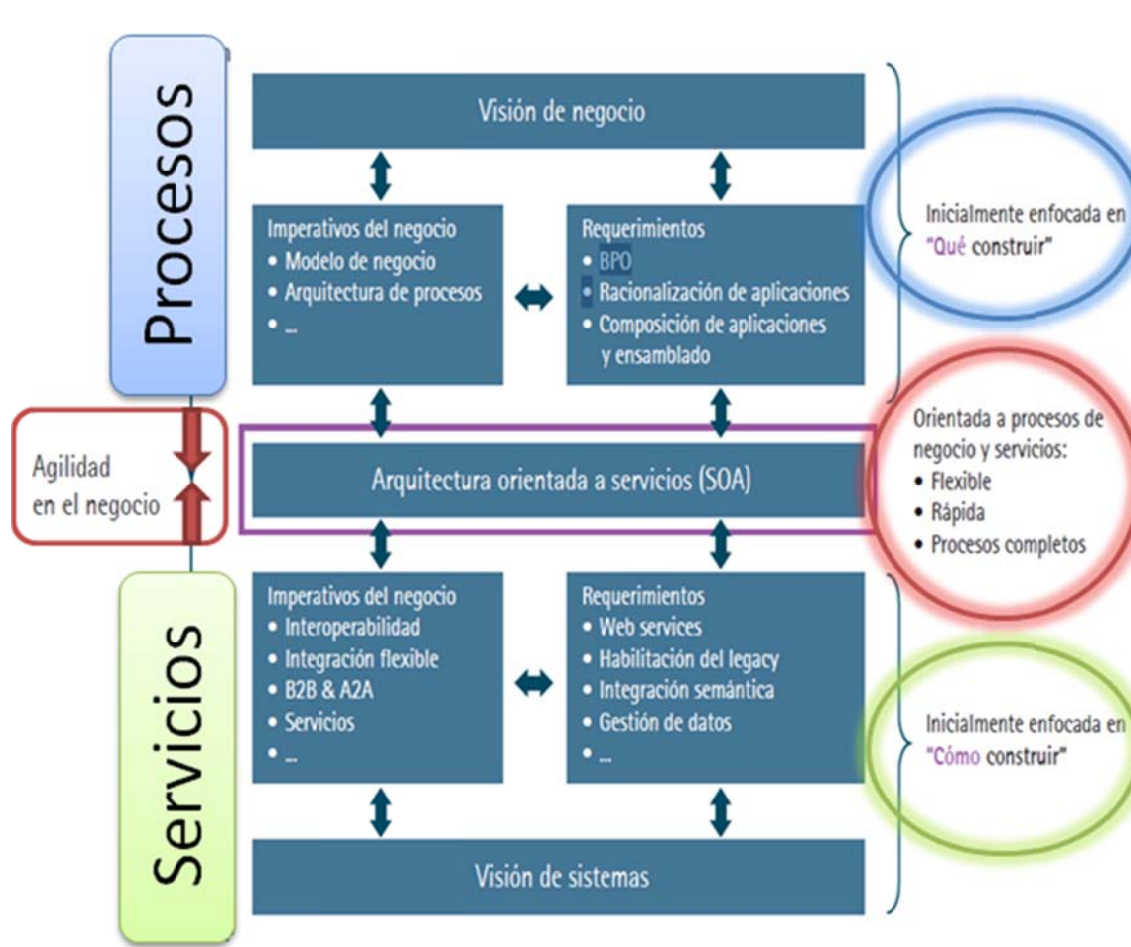 Procesos
Visión de negocio
Imperativos del negocio
• Modelo de negocio
• Arquitectura de procesos
• ...
Requerimientos
• BPO
• Racionalización de aplicaciones
• Composición de aplicaciones
y ensamblado
Inicialmente enfocada en
"Qué construir"
Agilidad
en el negocio
Arquitectura orientada a servicios (SOA)
Orientada a procesos de
negocio y servicios:
• Flexible
• Rápida
• Procesos completos
Servicios
Imperativos del negocio
• Interoperabilidad
• Integración flexible
• B2B & A2A
• Servicios
• ...
Requerimientos
• Web services
• Habilitación del legacy
• Integración semántica
• Gestión de datos
• ...
Inicialmente enfocada en
"Cómo construir"
Visión de sistemas